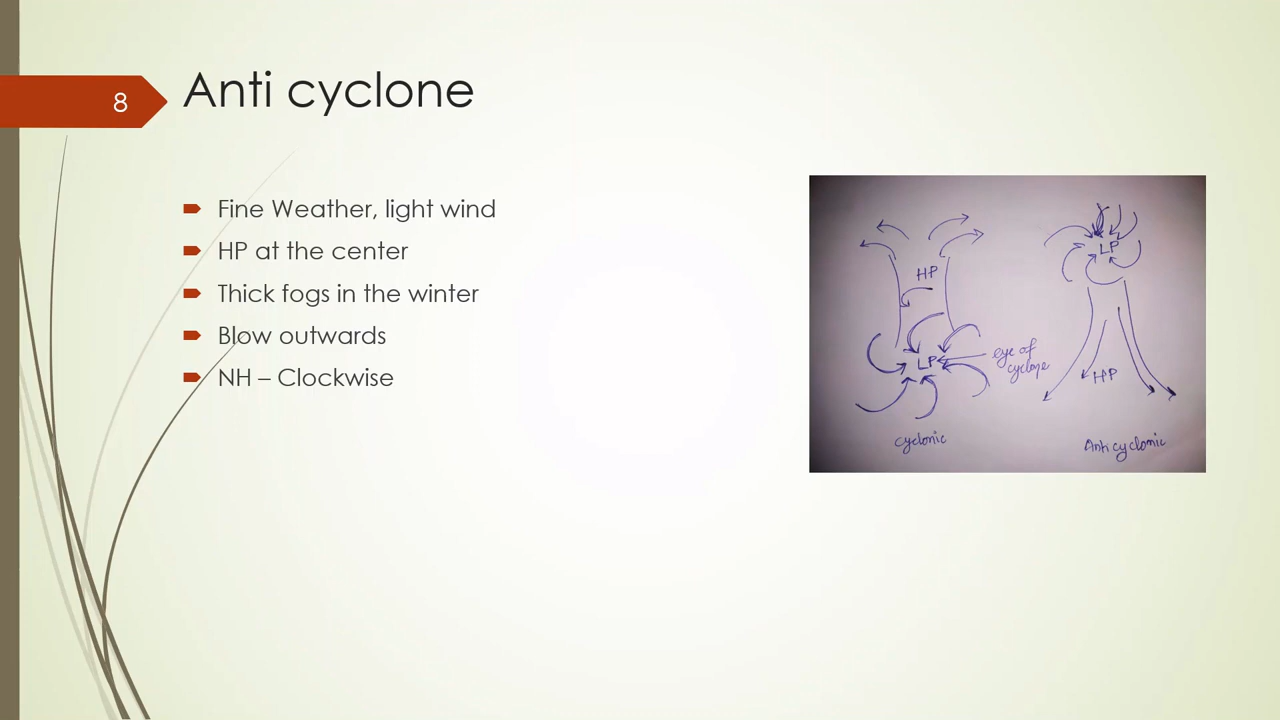 8
Anti cyclone
Fine Weather, light wind
HP at the center
Thick fogs in the winter
Blow outwards
NH – Clockwise
HP
LP
eye of
cyclone
cyclonic
LP
HP
Anti cyclonic